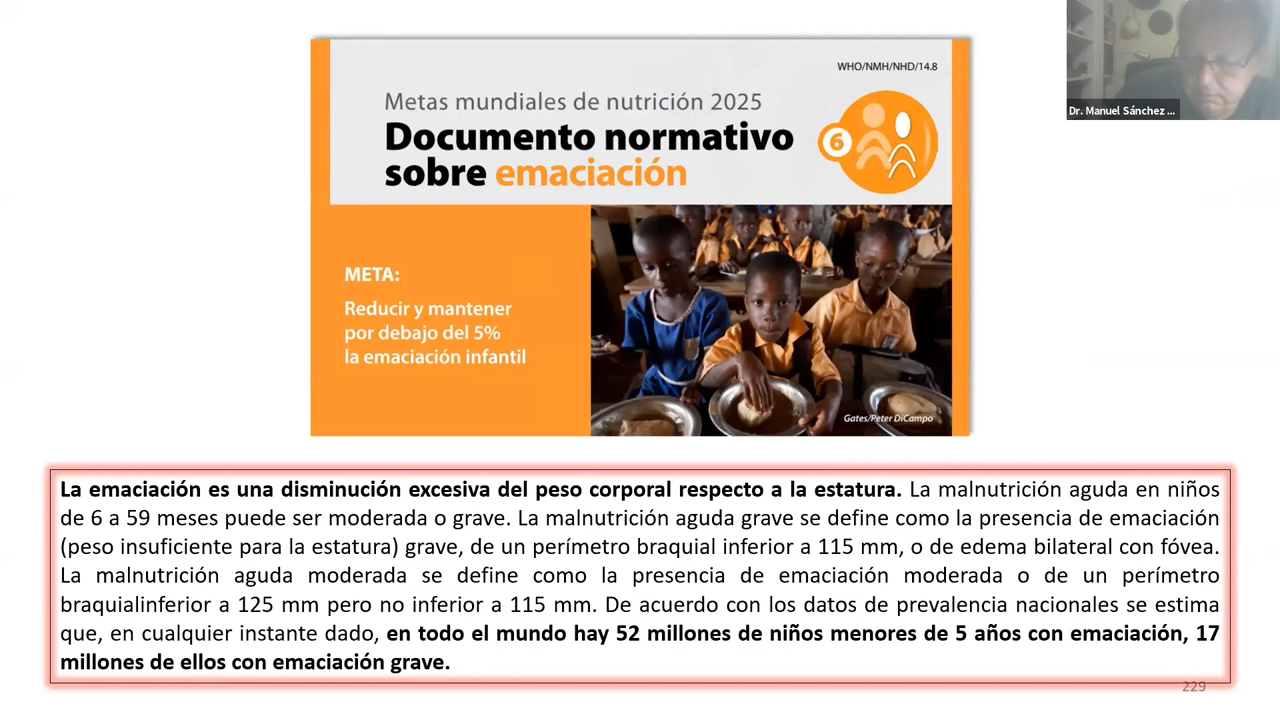 WHO/NMH/NHD/14.8
Metas mundiales de nutrición 2025
Documento normativo
sobre emaciación
6
META:
Reducir y mantener
por debajo del 5%
la emaciación infantil
Gates/Peter DiCampo
Dr. Manuel Sánchez ...
La emaciación es una disminución excesiva del peso corporal respecto a la estatura. La malnutrición aguda en niños
de 6 a 59 meses puede ser moderada o grave. La malnutrición aguda grave se define como la presencia de emaciación
(peso insuficiente para la estatura) grave, de un perímetro braquial inferior a 115 mm, o de edema bilateral con fóvea.
La malnutrición aguda moderada se define como la presencia de emaciación moderada o de un perímetro
braquialinferior a 125 mm pero no inferior a 115 mm. De acuerdo con los datos de prevalencia nacionales se estima
que, en cualquier instante dado, en todo el mundo hay 52 millones de niños menores de 5 años con emaciación, 17
millones de ellos con emaciación grave.
229